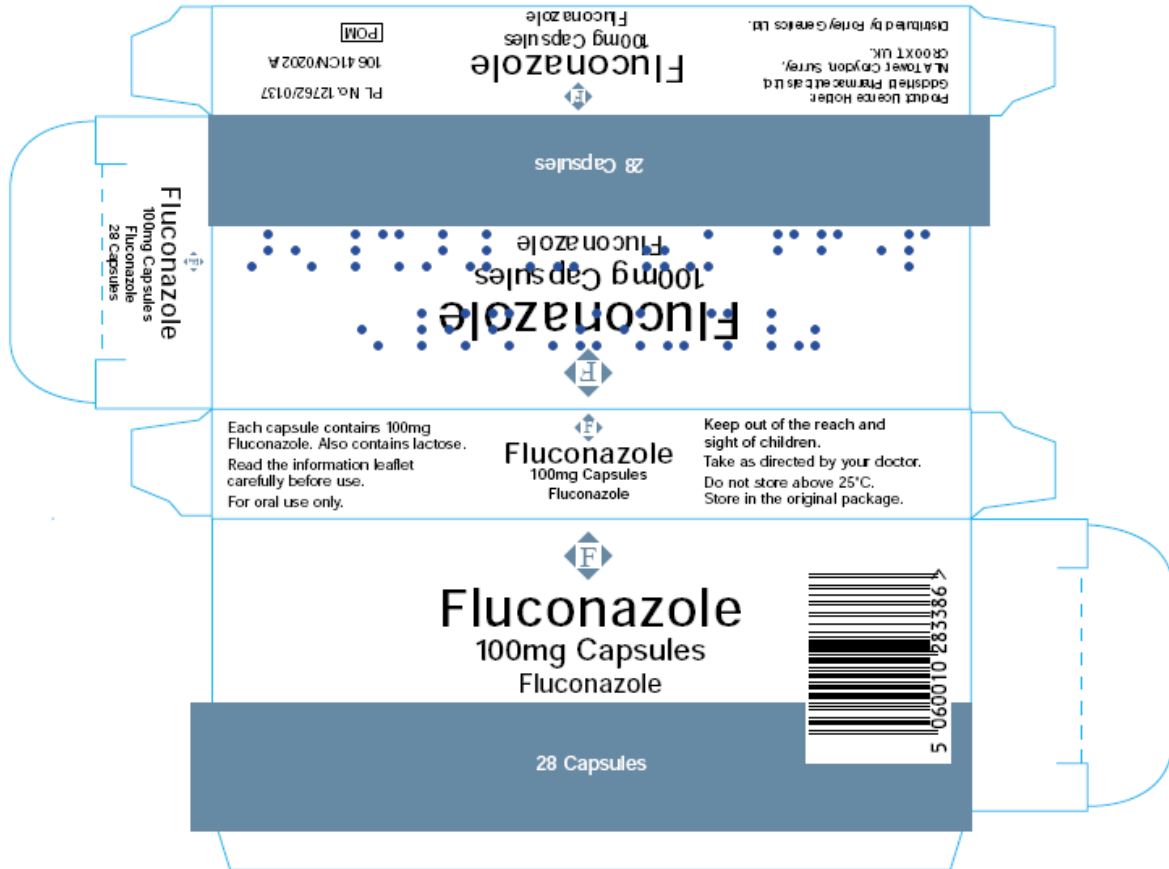 Product Licence Holder:
Goldshield Pharmaceuticals Ltd,
NLA Tower, Croydon, Surrey,
CR0 0XT, U.K.
Distributed by Forley Generics Ltd.
F
Fluconazole
100mg Capsules
Fluconazole
PL No. 12762/0137
106 41CN/0202 A
POM
28 Capsules
F
Fluconazole
100mg Capsules
Fluconazole
F
Fluconazole
100mg Capsules
Fluconazole
28 Capsules
Each capsule contains 100mg
Fluconazole. Also contains lactose.
Read the information leaflet
carefully before use.
For oral use only.
F
Fluconazole
100mg Capsules
Fluconazole
Keep out of the reach and
sight of children.
Take as directed by your doctor.
Do not store above 25°C.
Store in the original package.
F
Fluconazole
100mg Capsules
Fluconazole
28 Capsules
5 060010 283386 >